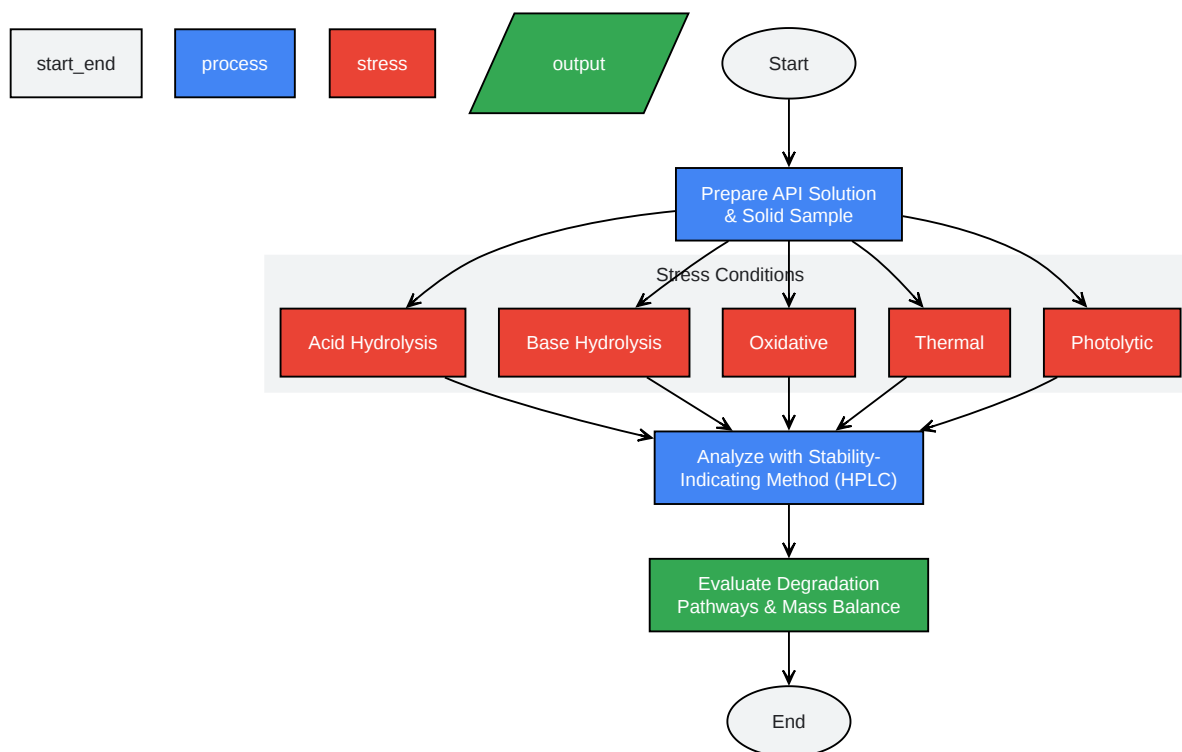 start_end
process
stress
output
Start
Prepare API Solution
& Solid Sample
Stress Conditions
Acid Hydrolysis
Base Hydrolysis
Oxidative
Thermal
Photolytic
Analyze with Stability-
Indicating Method (HPLC)
Evaluate Degradation
Pathways & Mass Balance
End